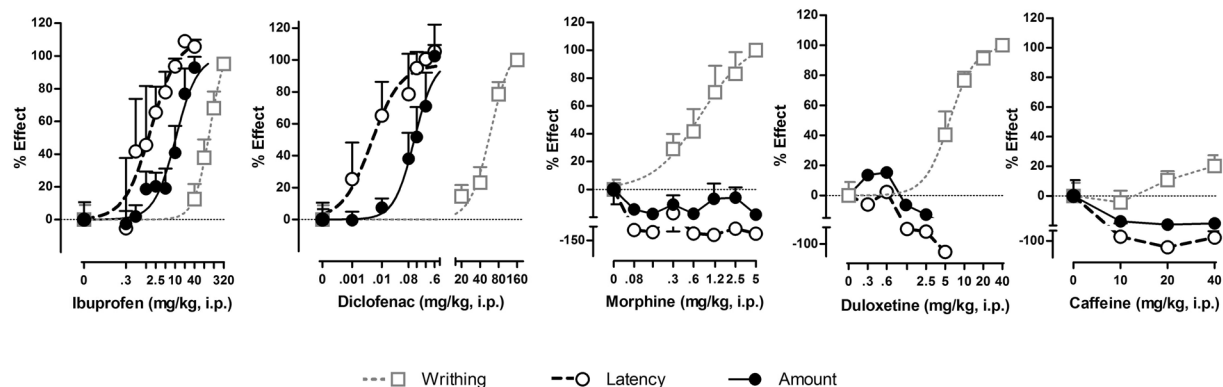 120
100
80
60
40
20
0
% Effect
0 .3 2.5 10 40 320
Ibuprofen (mg/kg, i.p.)
120
100
80
60
40
20
0
% Effect
0 .001 .01 .08 .6 20 40 80 160
Diclofenac (mg/kg, i.p.)
120
100
80
60
40
20
0
-150
% Effect
0 .08 .3 .6 1.22 2.5 5
Morphine (mg/kg, i.p.)
120
100
80
60
40
20
0
-100
% Effect
0 .3 .6 2.5 5 10 20 40
Duloxetine (mg/kg, i.p.)
120
100
80
60
40
20
0
-100
% Effect
0 10 20 40
Caffeine (mg/kg, i.p.)
Writhing Latency Amount